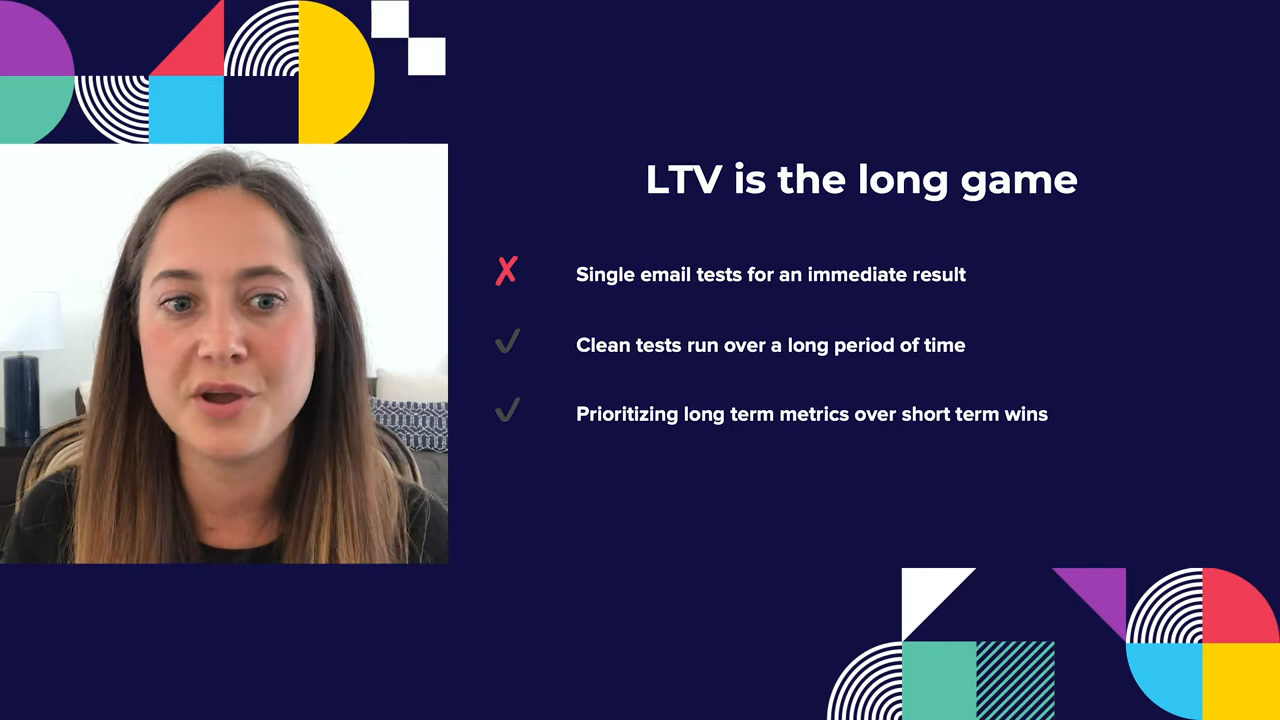 LTV is the long game
✗ Single email tests for an immediate result
✓ Clean tests run over a long period of time
✓ Prioritizing long term metrics over short term wins